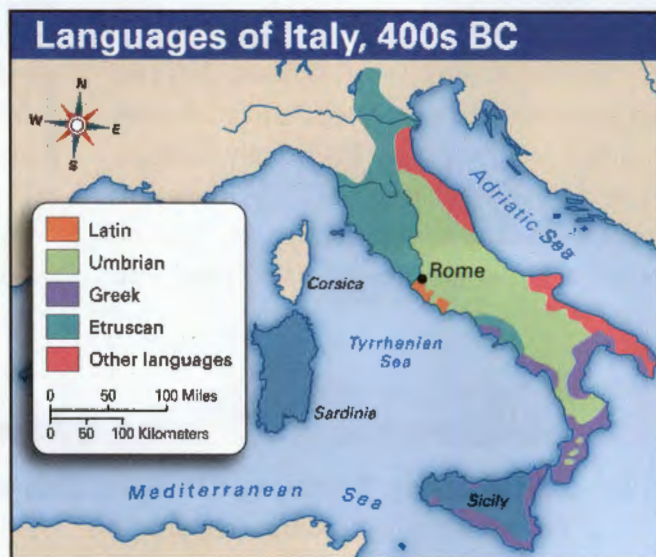 Languages of Italy, 400s BC
N
W
E
S
Latin
Umbrian
Greek
Etruscan
Other languages
0 50 100 Miles
0 50 100 Kilometers
Adriatic Sea
Rome
Corsica
Tyrrhenian
Sea
Sardinia
Mediterranean Sea
Sicily